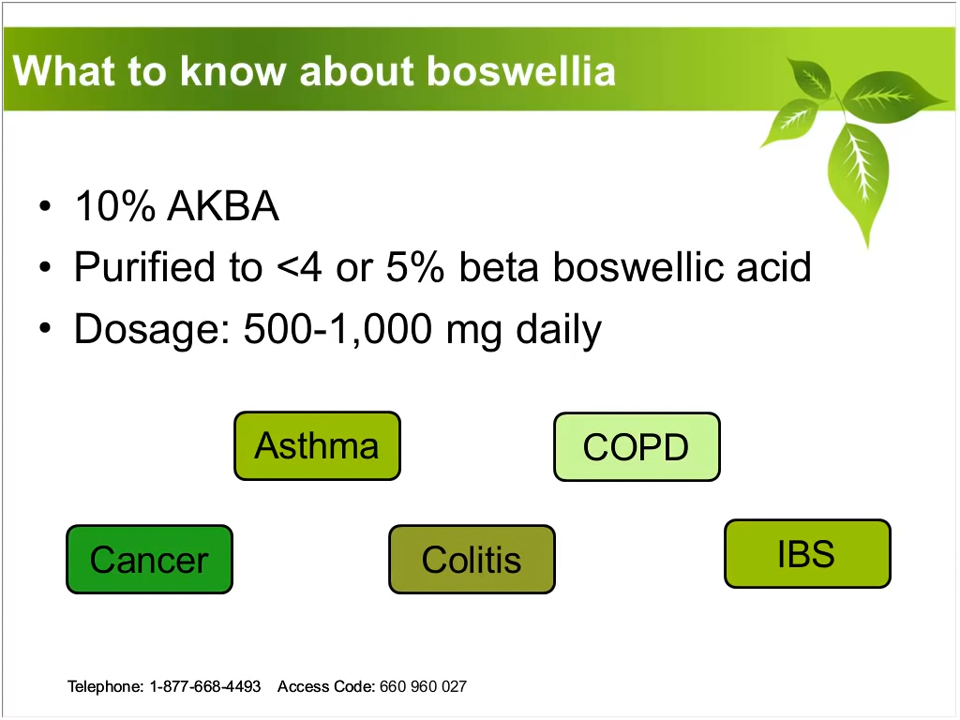 What to know about boswellia
• 10% AKBA
• Purified to <4 or 5% beta boswellic acid
• Dosage: 500-1,000 mg daily
Asthma
COPD
Cancer
Colitis
IBS
Telephone: 1-877-668-4493 Access Code: 660 960 027